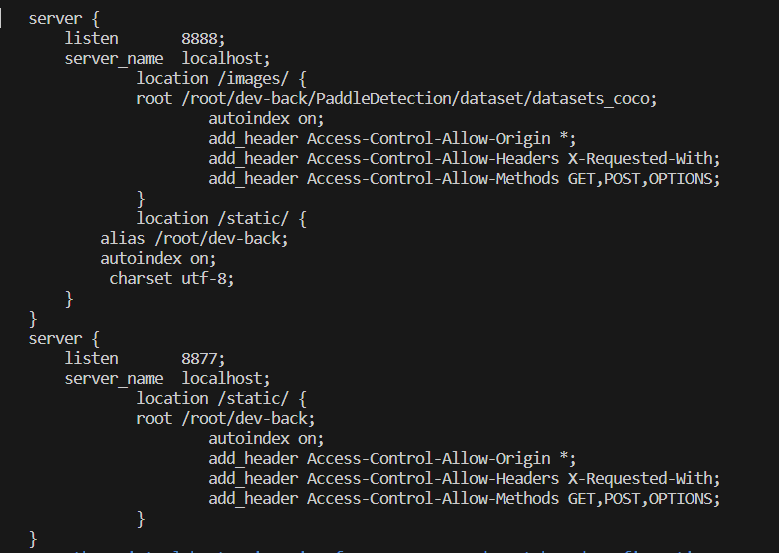 server {
    listen       8888;
    server_name  localhost;
            location /images/ {
            root /root/dev-back/PaddleDetection/dataset/datasets_coco;
                    autoindex on;
                    add_header Access-Control-Allow-Origin *;
                    add_header Access-Control-Allow-Headers X-Requested-With;
                    add_header Access-Control-Allow-Methods GET,POST,OPTIONS;
            }
            location /static/ {
        alias /root/dev-back;
        autoindex on;
         charset utf-8;
    }
}
server {
    listen       8877;
    server_name  localhost;
            location /static/ {
            root /root/dev-back;
                    autoindex on;
                    add_header Access-Control-Allow-Origin *;
                    add_header Access-Control-Allow-Headers X-Requested-With;
                    add_header Access-Control-Allow-Methods GET,POST,OPTIONS;
            }
}